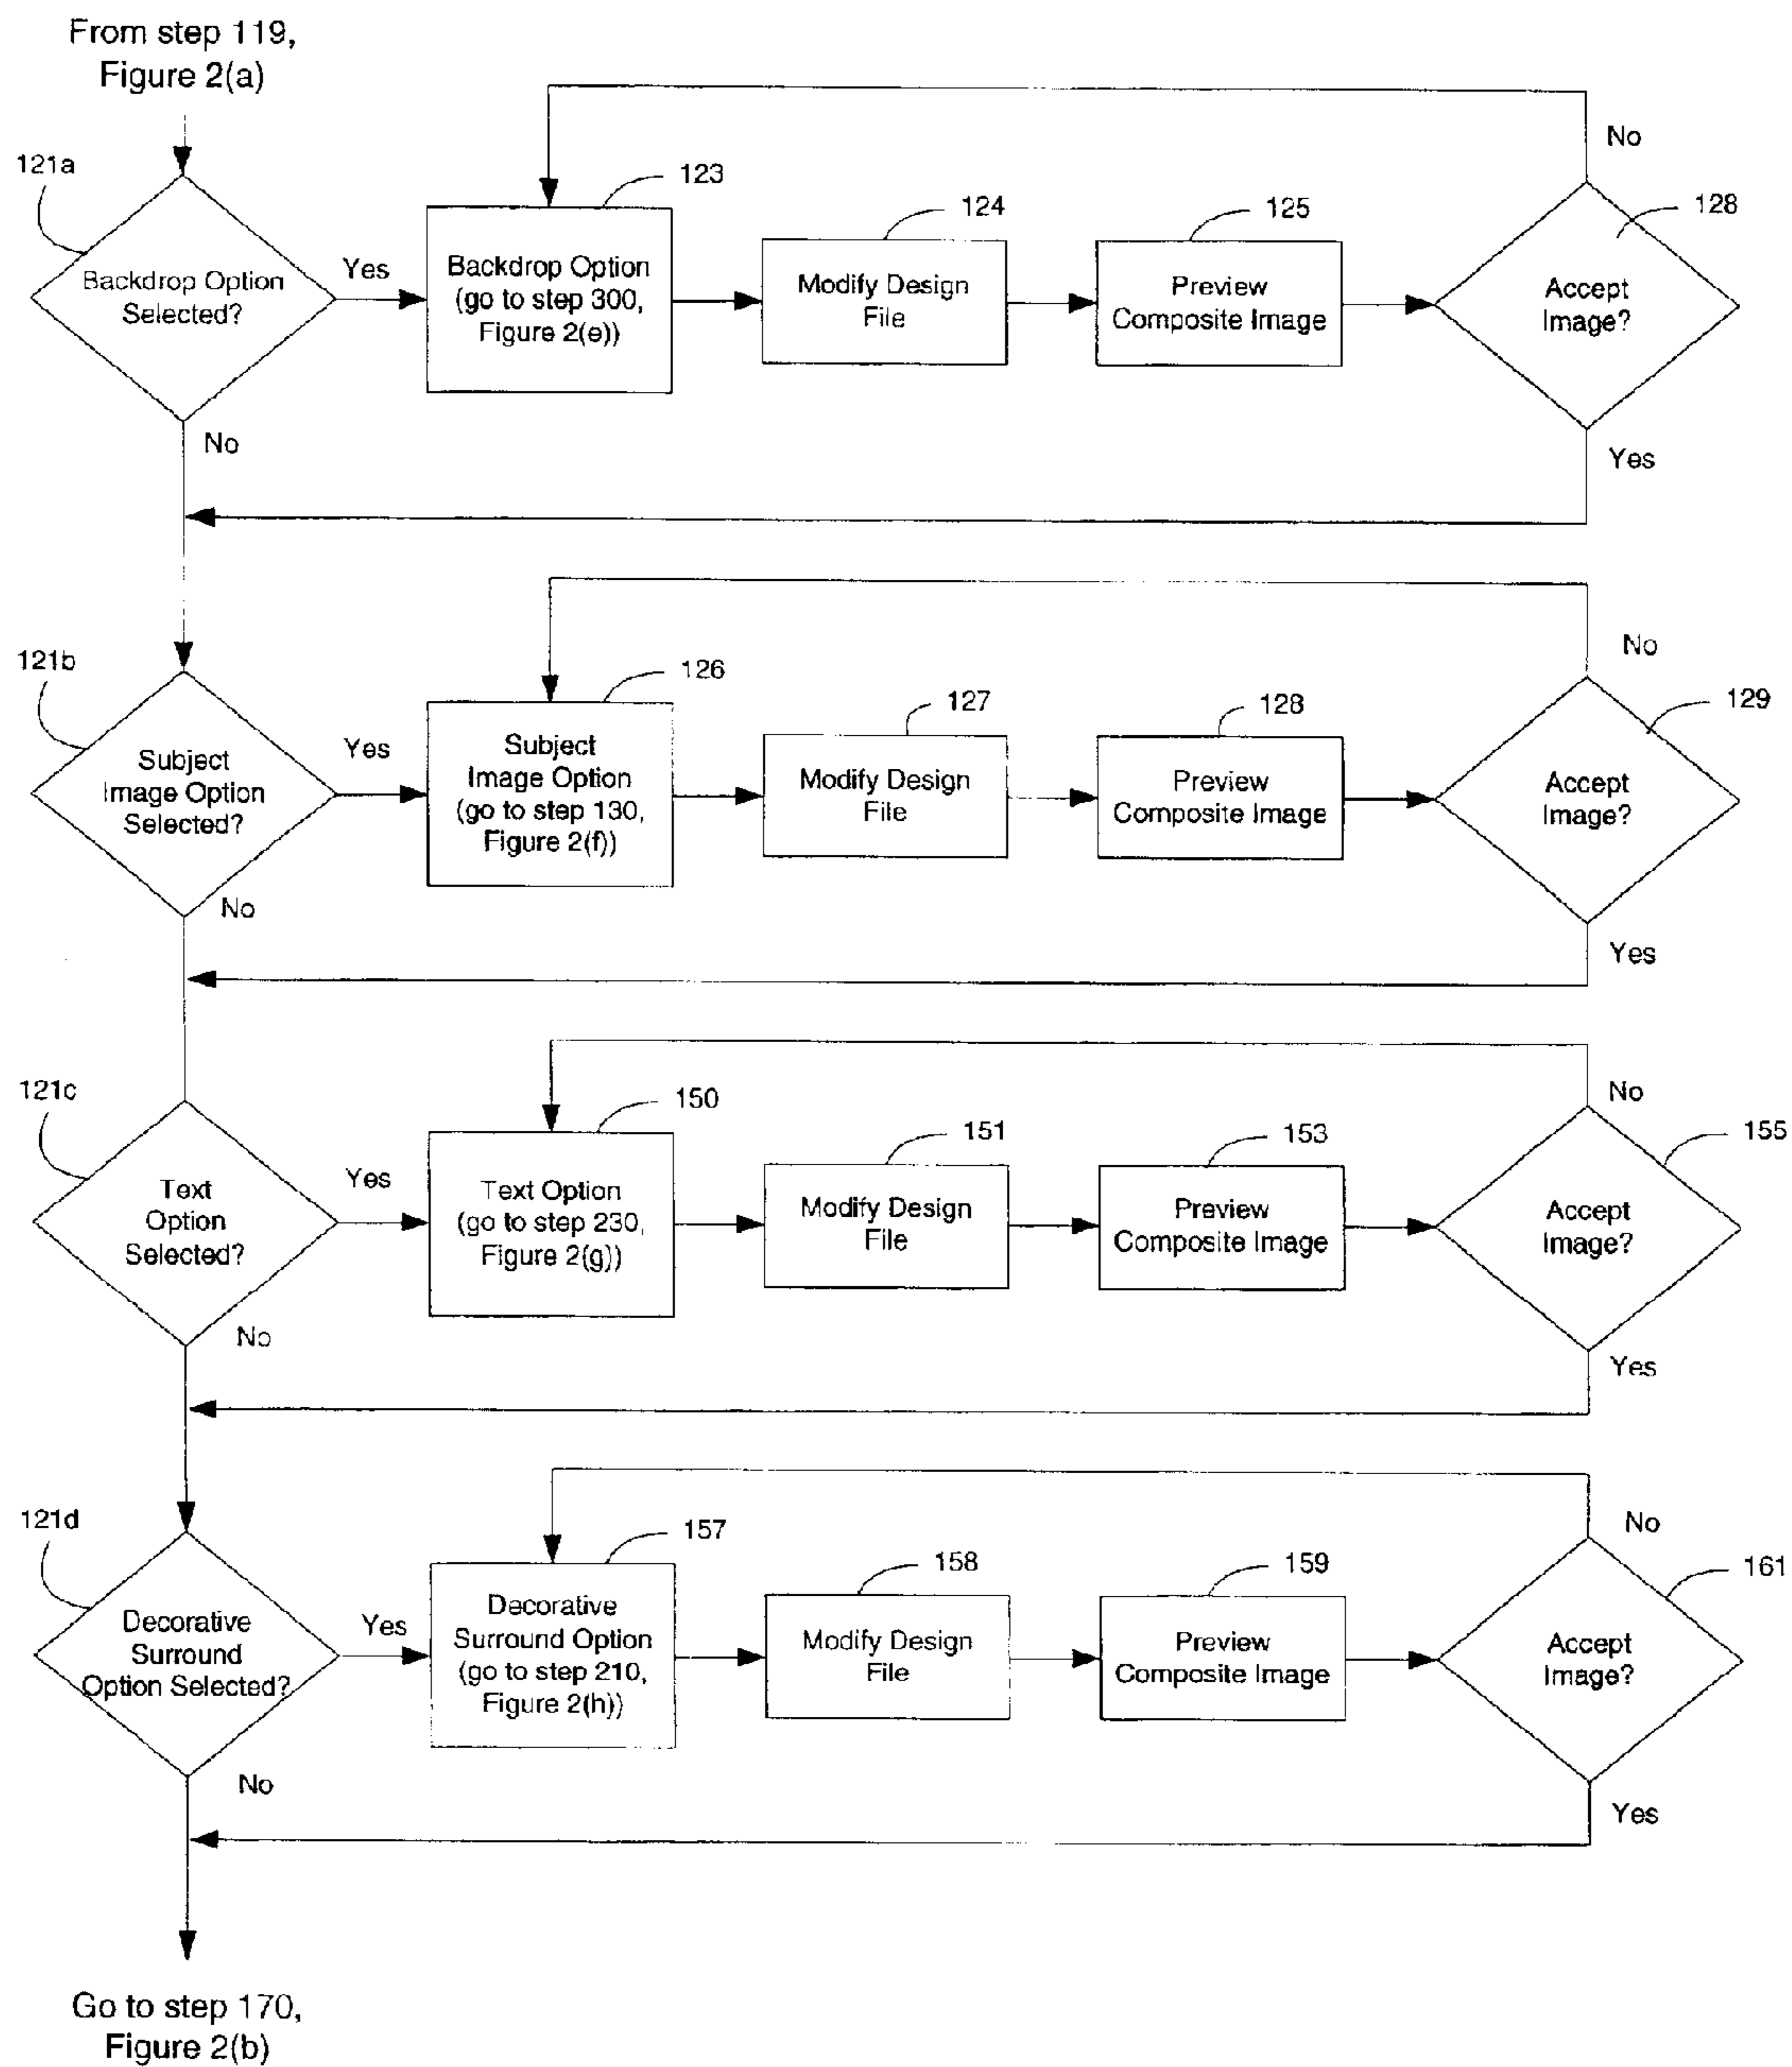 From step 119,
Figure 2(a)
121a
Backdrop Option
Selected?
Yes
No
123
Backdrop Option
(go to step 300,
Figure 2(e))
124
Modify Design
File
125
Preview
Composite Image
128
Accept
Image?
No
Yes
121b
Subject
Image Option
Selected?
Yes
No
126
Subject
Image Option
(go to step 130,
Figure 2(f))
127
Modify Design
File
128
Preview
Composite Image
129
Accept
Image?
No
Yes
121c
Text
Option
Selected?
Yes
No
150
Text Option
(go to step 230,
Figure 2(g))
151
Modify Design
File
153
Preview
Composite Image
155
Accept
Image?
No
Yes
121d
Decorative
Surround
Option Selected?
Yes
No
157
Decorative
Surround Option
(go to step 210,
Figure 2(h))
158
Modify Design
File
159
Preview
Composite Image
161
Accept
Image?
No
Yes
Go to step 170,
Figure 2(b)